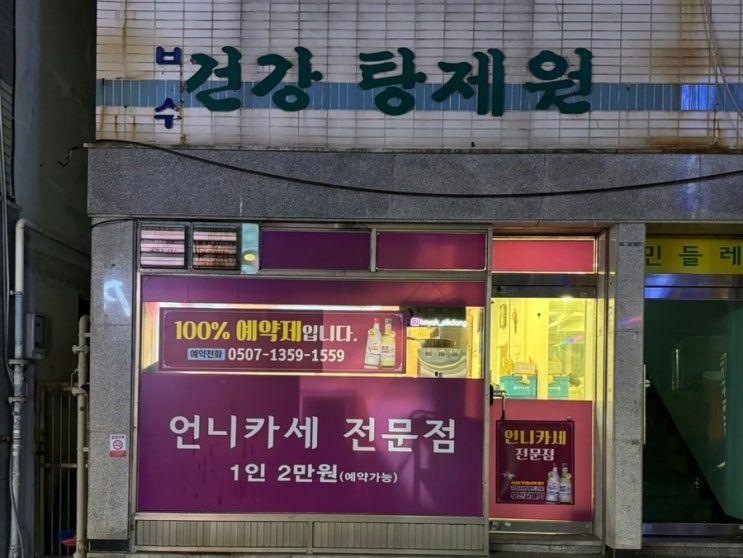 보수
건강 탕제원
민들레
100% 예약제입니다.
예약전화 0507-1359-1559
언니카세 전문점
1인 2만원(예약가능)
언니카세
전문점